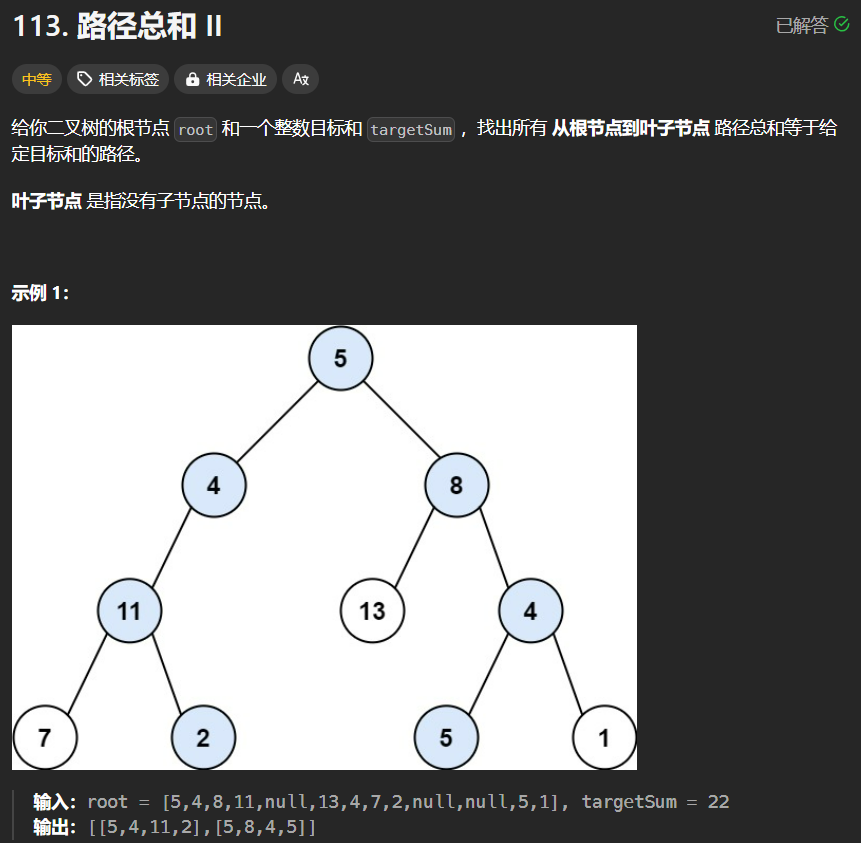 113. 路径总和 II
已解答
中等 相关标签 相关企业 Aあ
给你二叉树的根节点 root 和一个整数目标和 targetSum ，找出所有 从根节点到叶子节点 路径总和等于给
定目标和的路径。
叶子节点 是指没有子节点的节点。
示例 1：
5
4 8
11 13 4
7 2 5 1
输入：root = [5,4,8,11,null,13,4,7,2,null,null,5,1], targetSum = 22
输出：[[5,4,11,2],[5,8,4,5]]